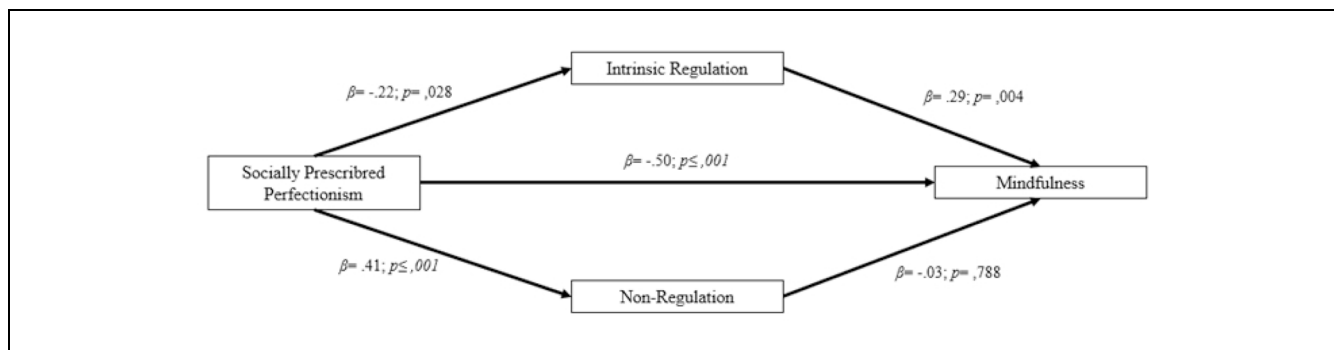 Intrinsic Regulation
β= -.22; p= ,028
β= .29; p= ,004
β= -.50; p≤ ,001
Socially Prescribred
Perfectionism
Mindfulness
β= .41; p≤ ,001
β= -.03; p= ,788
Non-Regulation